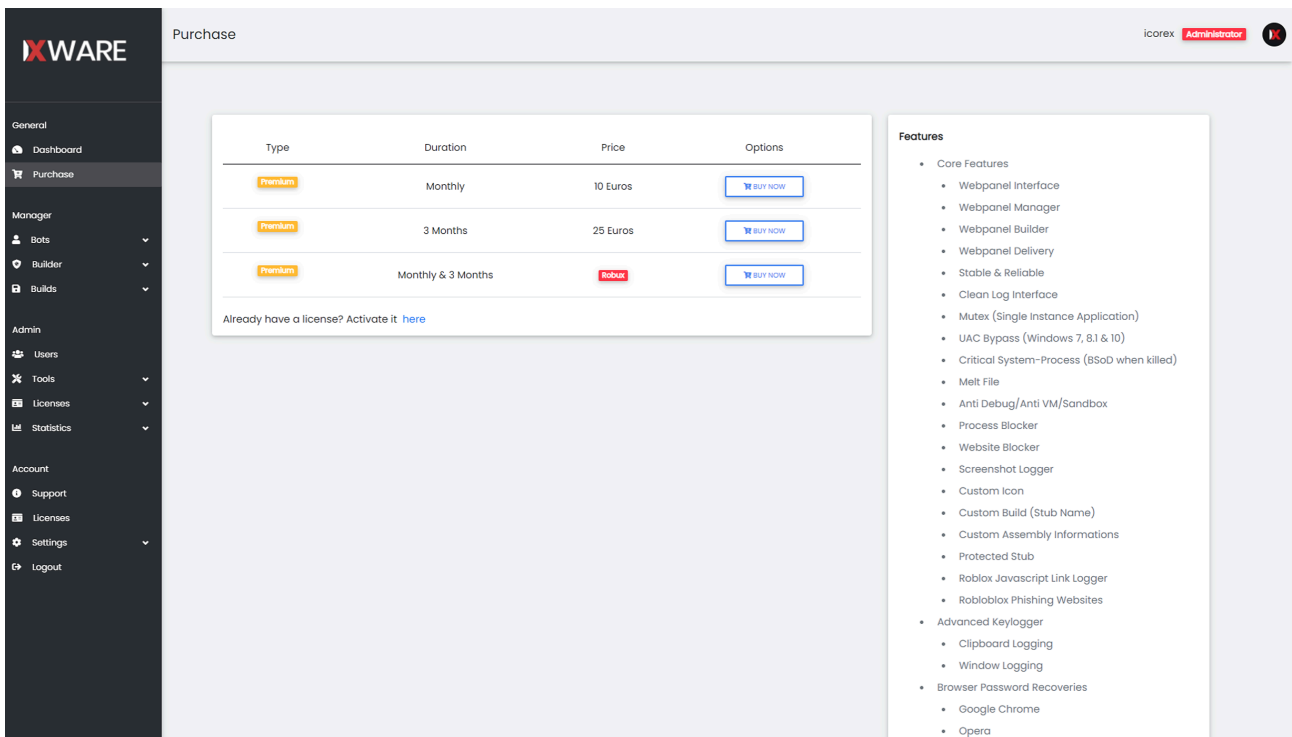 XWARE
Purchase
icorex Administrator
General
Dashboard
Purchase
Manager
Bots
Builder
Builds
Admin
Users
Tools
Licenses
Statistics
Account
Support
Licenses
Settings
Logout
Type Duration Price Options
Premium Monthly 10 Euros BUY NOW
Premium 3 Months 25 Euros BUY NOW
Premium Monthly & 3 Months Robux BUY NOW
Already have a license? Activate it here
Features
Core Features
Webpanel Interface
Webpanel Manager
Webpanel Builder
Webpanel Delivery
Stable & Reliable
Clean Log Interface
Mutex (Single Instance Application)
UAC Bypass (Windows 7, 8.1 & 10)
Critical System-Process (BSoD when killed)
Melt File
Anti Debug/Anti VM/Sandbox
Process Blocker
Website Blocker
Screenshot Logger
Custom Icon
Custom Build (Stub Name)
Custom Assembly Informations
Protected Stub
Roblox Javascript Link Logger
Robloblox Phishing Websites
Advanced Keylogger
Clipboard Logging
Window Logging
Browser Password Recoveries
Google Chrome
Opera